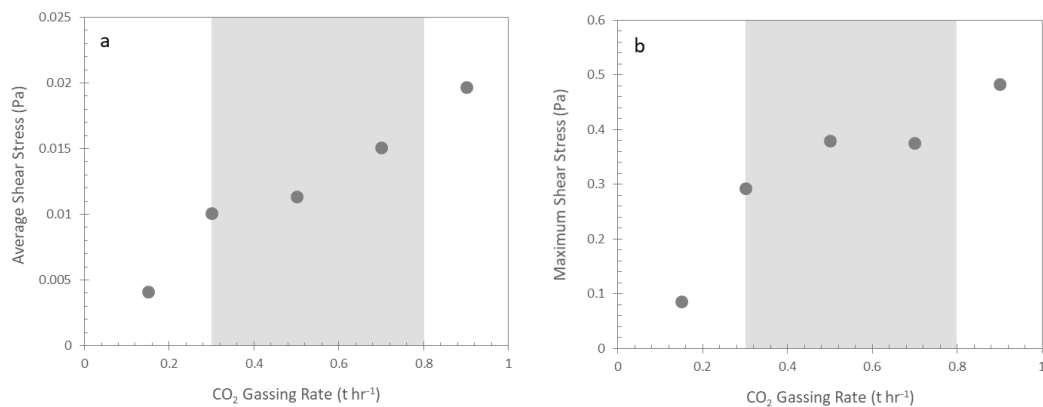 a
0.025
0.02
0.015
0.01
0.005
0
Average Shear Stress (Pa)
0 0.2 0.4 0.6 0.8 1
CO₂ Gassing Rate (t hr⁻¹)
b
0.6
0.5
0.4
0.3
0.2
0.1
0
Maximum Shear Stress (Pa)
0 0.2 0.4 0.6 0.8 1
CO₂ Gassing Rate (t hr⁻¹)